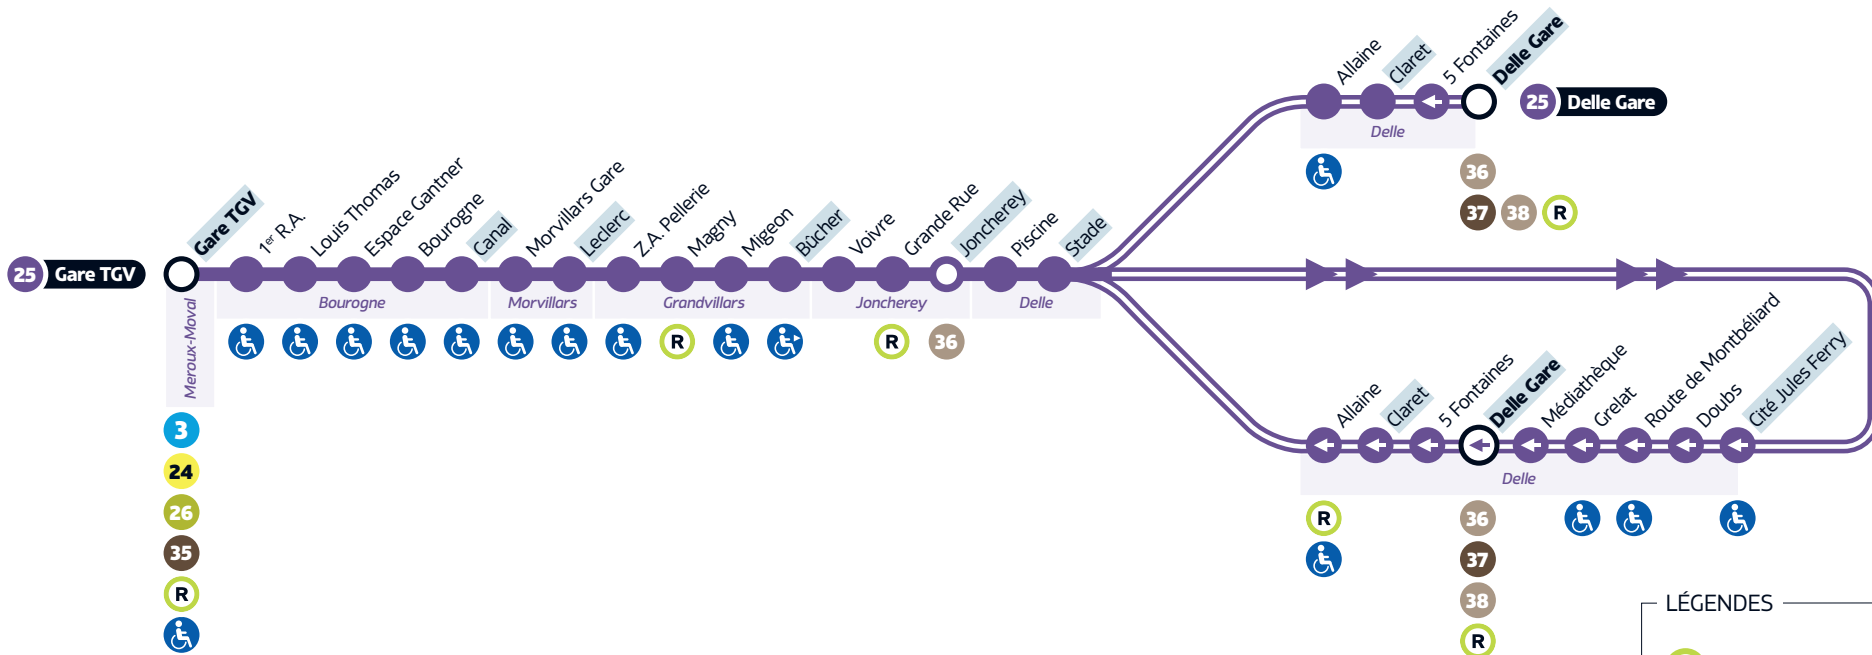 25 Gare TGV
Gare TGV
1er R.A.
Louis Thomas
Espace Gantner
Bourogne
Canal
Morvillars Gare
Leclerc
Z.A. Pellerie
Magny
Migeon
Bûcher
Voivre
Grande Rue
Joncherey
Piscine
Stade
Meroux-Moval
Bourogne
Morvillars
Grandvillars
Joncherey
Delle
R
R
36
3
24
26
35
R
Allaine
Claret
5 Fontaines
Delle Gare
25 Delle Gare
Delle
36
37 38 R
Allaine
Claret
5 Fontaines
Delle Gare
Médiathèque
Grelat
Route de Montbéliard
Doubs
Cité Jules Ferry
Delle
R
36
37
38
R
LÉGENDES